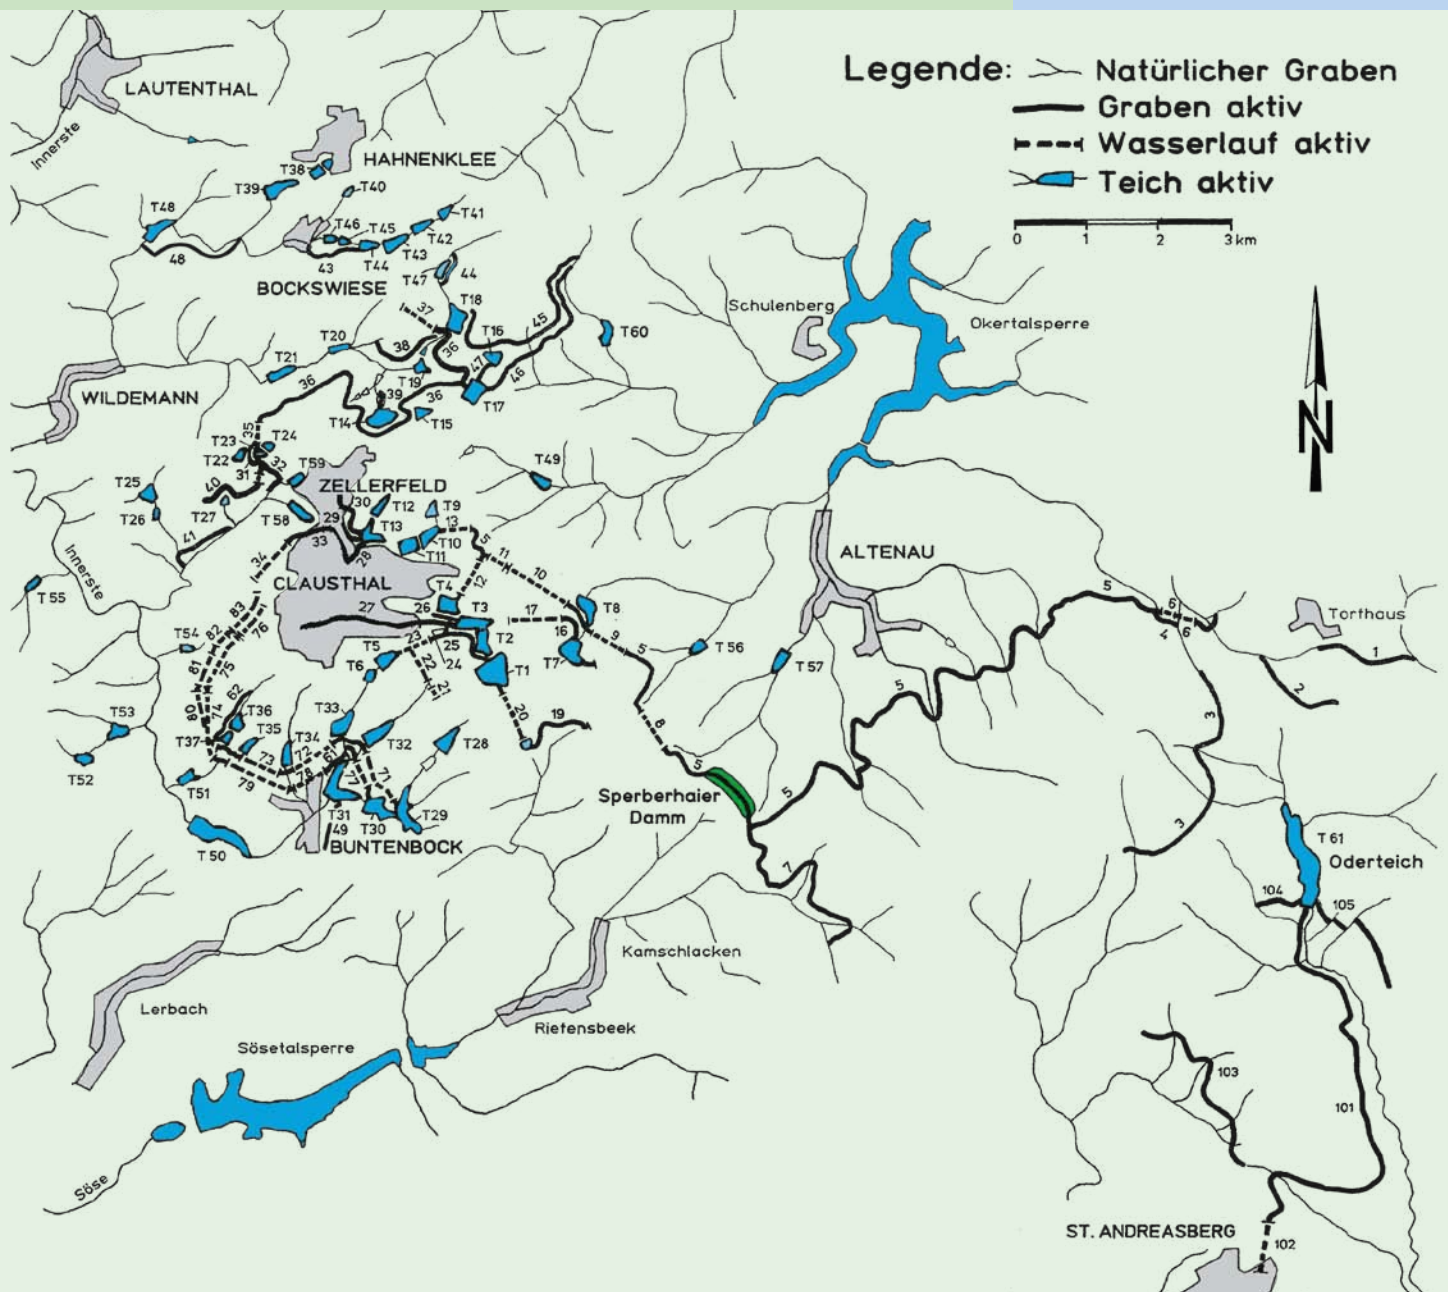 Legende:
Natürlicher Graben
Graben aktiv
Wasserlauf aktiv
Teich aktiv
0 1 2 3 km
N
LAUTENTHAL
Innerste
HAHNENKLEE
T38
T39
T40
T48
T46
T45
T41
T42
T43
T44
48
43
T47
44
BOCKSWIESE
37
T18
T16
45
T60
Schulenberg
Okertalsperre
T20
38
36
47
46
T21
T19
36
39
36
T17
T14
T15
WILDEMANN
35
T23
T24
T22
32
31
T59
40
T49
ZELLERFELD
T25
T26
T27
T58
30
T12
T9
29
T13
13
T10
T11
33
28
41
5
11
10
12
34
Innerste
CLAUSTHAL
ALTENAU
T55
T4
27
26
T3
17
T8
16
9
5
83
82
76
T54
81
75
23
25
24
T2
T5
T6
22
21
T1
T7
T56
T57
5
6
4
6
Torfhaus
1
2
3
5
80
74
62
T36
T35
T37
T33
T34
T32
T28
20
19
8
T53
T52
73
72
61
78
77
71
79
T51
T31
T30
T29
49
T50
BUNTENBOCK
5
Sperberhaier
Damm
5
7
3
T61
Oderteich
104
105
Kamschlacken
Lerbach
Riefensbeek
Sösetalsperre
Söse
103
101
ST. ANDREASBERG
102